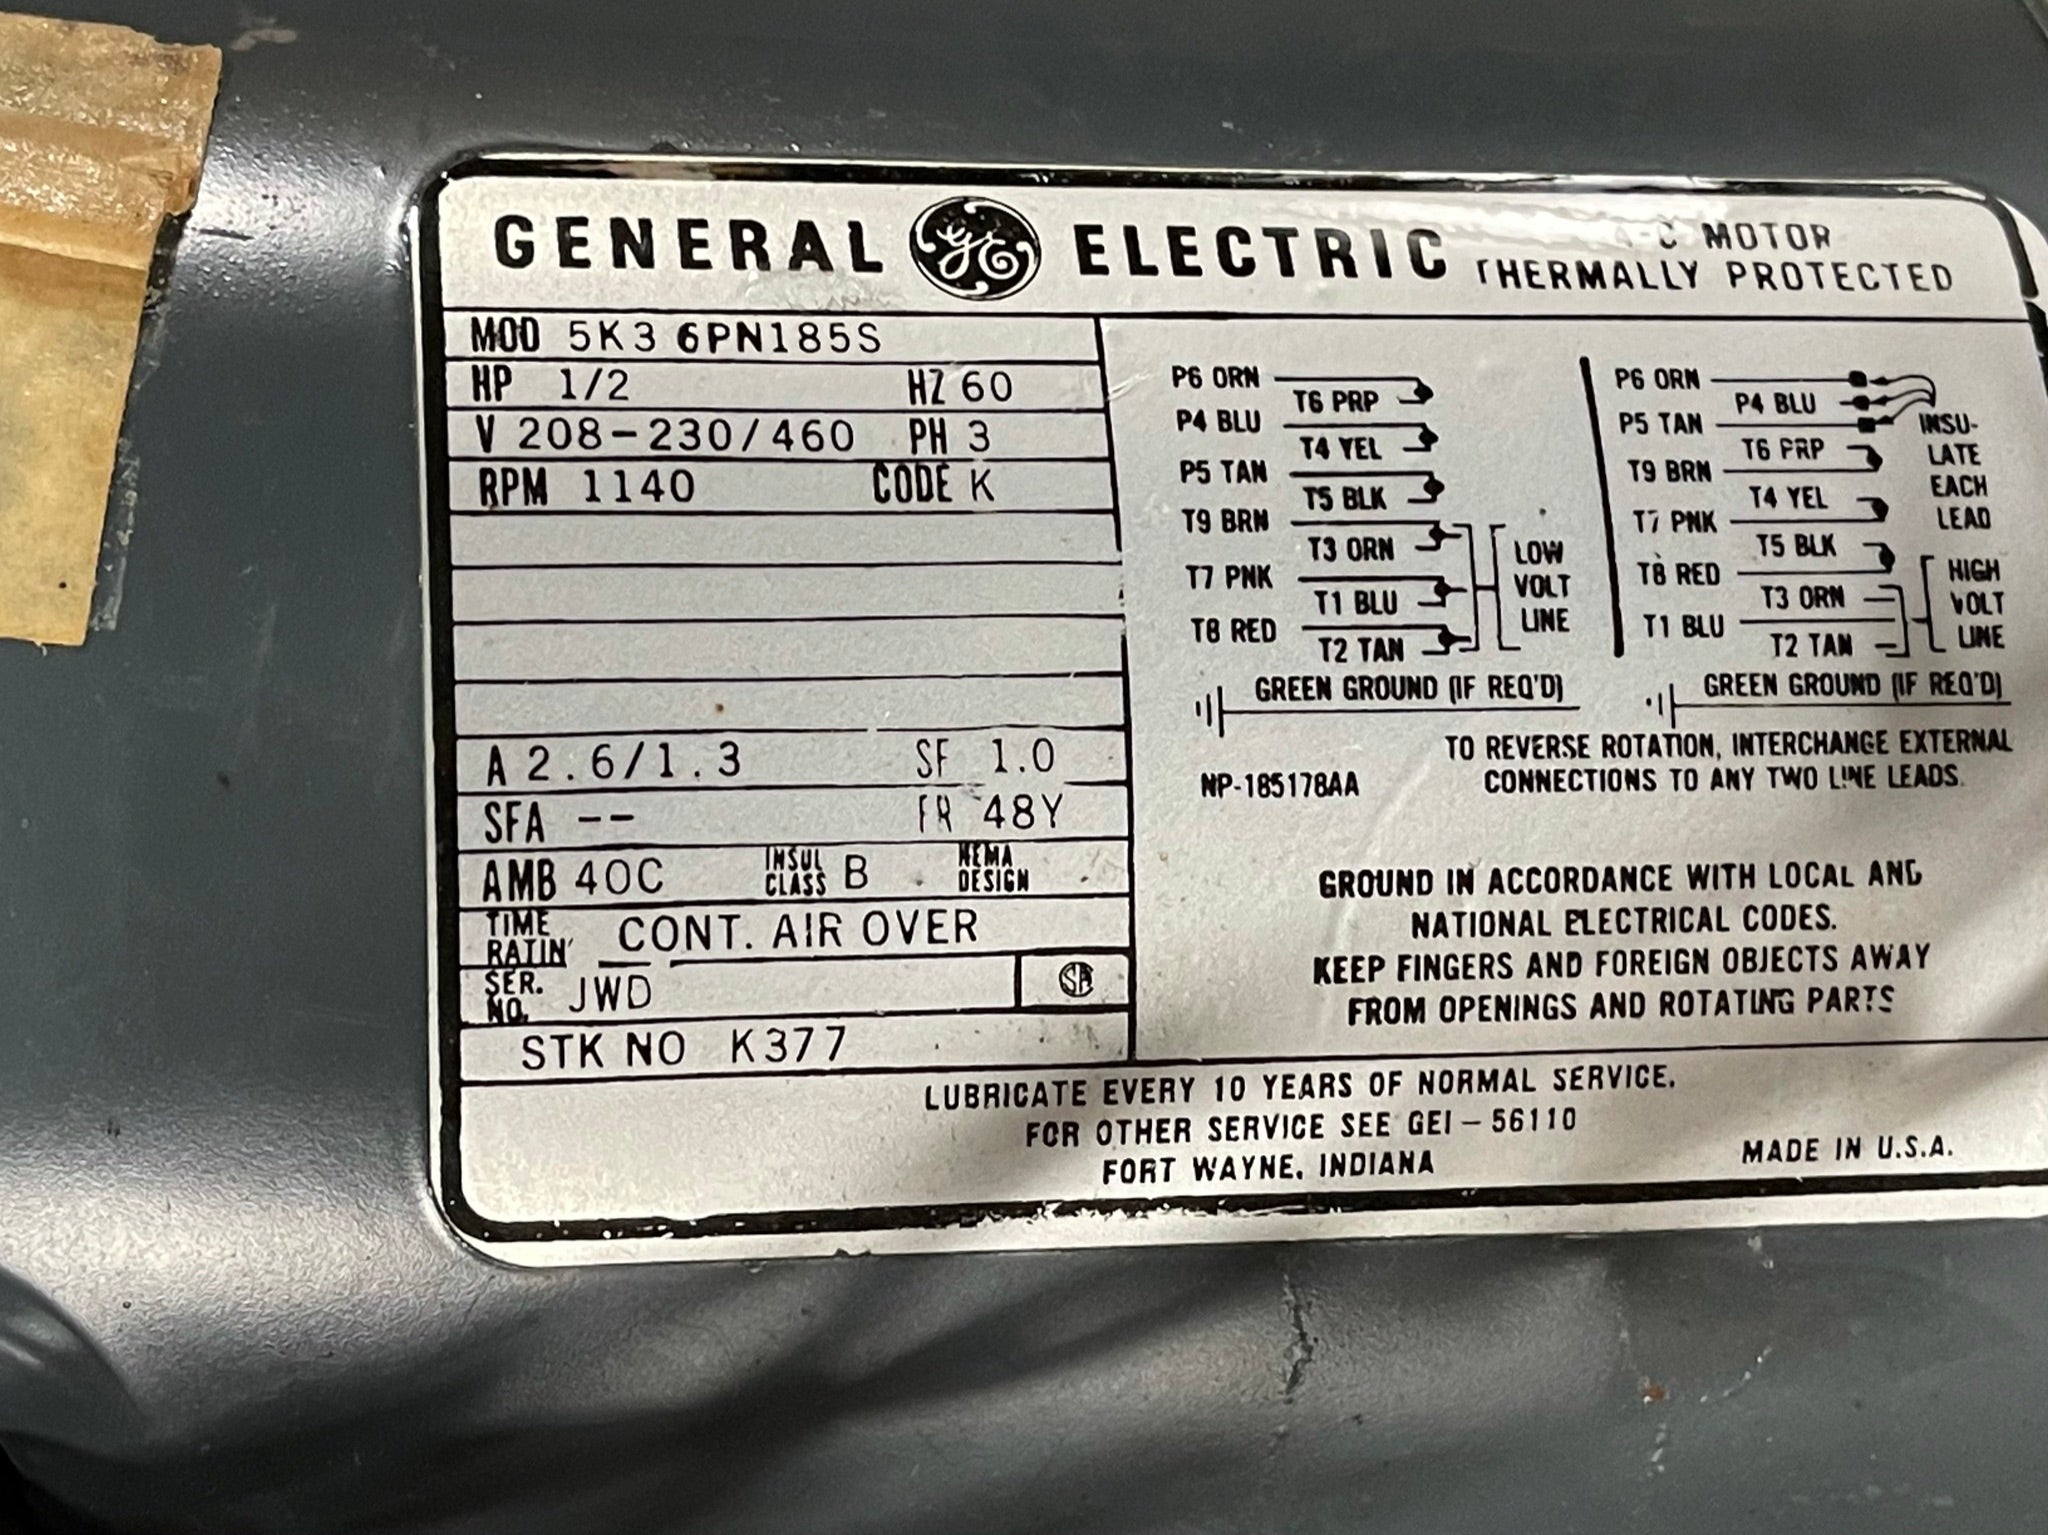 GENERAL GE ELECTRIC
A-C MOTOR
THERMALLY PROTECTED
MOD 5K36PN185S
HP 1/2 HZ 60
V 208-230/460 PH 3
RPM 1140 CODE K
A 2.6/1.3 SF 1.0
SFA -- FR 48Y
AMB 40C INSUL CLASS B NEMA DESIGN
TIME RATIN CONT. AIR OVER
SER. NO. JWD SA
STK NO K377
P6 ORN
T6 PRP
P4 BLU
T4 YEL
P5 TAN
T5 BLK
T9 BRN
T3 ORN
T7 PNK
T1 BLU
T8 RED
T2 TAN
LOW
VOLT
LINE
GREEN GROUND (IF REQ'D)
P6 ORN
P4 BLU
P5 TAN
T6 PRP
T9 BRN
T4 YEL
T7 PNK
T5 BLK
T8 RED
T3 ORN
T1 BLU
T2 TAN
INSU-
LATE
EACH
LEAD
HIGH
VOLT
LINE
GREEN GROUND (IF REQ'D)
TO REVERSE ROTATION, INTERCHANGE EXTERNAL
CONNECTIONS TO ANY TWO LINE LEADS.
NP-185178AA
GROUND IN ACCORDANCE WITH LOCAL AND
NATIONAL ELECTRICAL CODES.
KEEP FINGERS AND FOREIGN OBJECTS AWAY
FROM OPENINGS AND ROTATING PARTS
LUBRICATE EVERY 10 YEARS OF NORMAL SERVICE.
FOR OTHER SERVICE SEE GEI-56110
FORT WAYNE, INDIANA
MADE IN U.S.A.